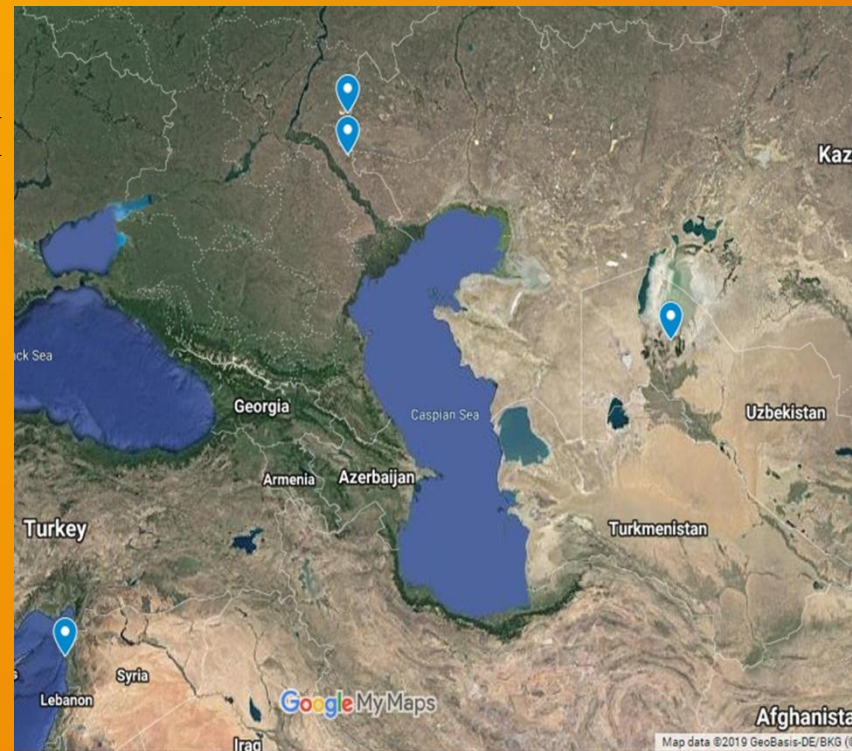 Kaz
ack Sea
Georgia
Caspian Sea
Uzbekistan
Armenia
Azerbaijan
Turkey
Turkmenistan
Syria
Lebanon
Google My Maps
Afghanista
Iraq
Map data ©2019 GeoBasis-DE/BKG (©